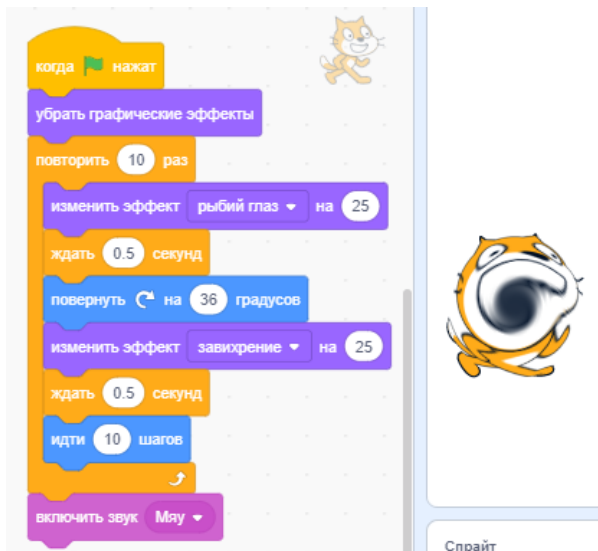 когда нажат
убрать графические эффекты
повторить 10 раз
изменить эффект рыбий глаз на 25
ждать 0.5 секунд
повернуть на 36 градусов
изменить эффект завихрение на 25
ждать 0.5 секунд
идти 10 шагов
включить звук Мяу
Спрайт